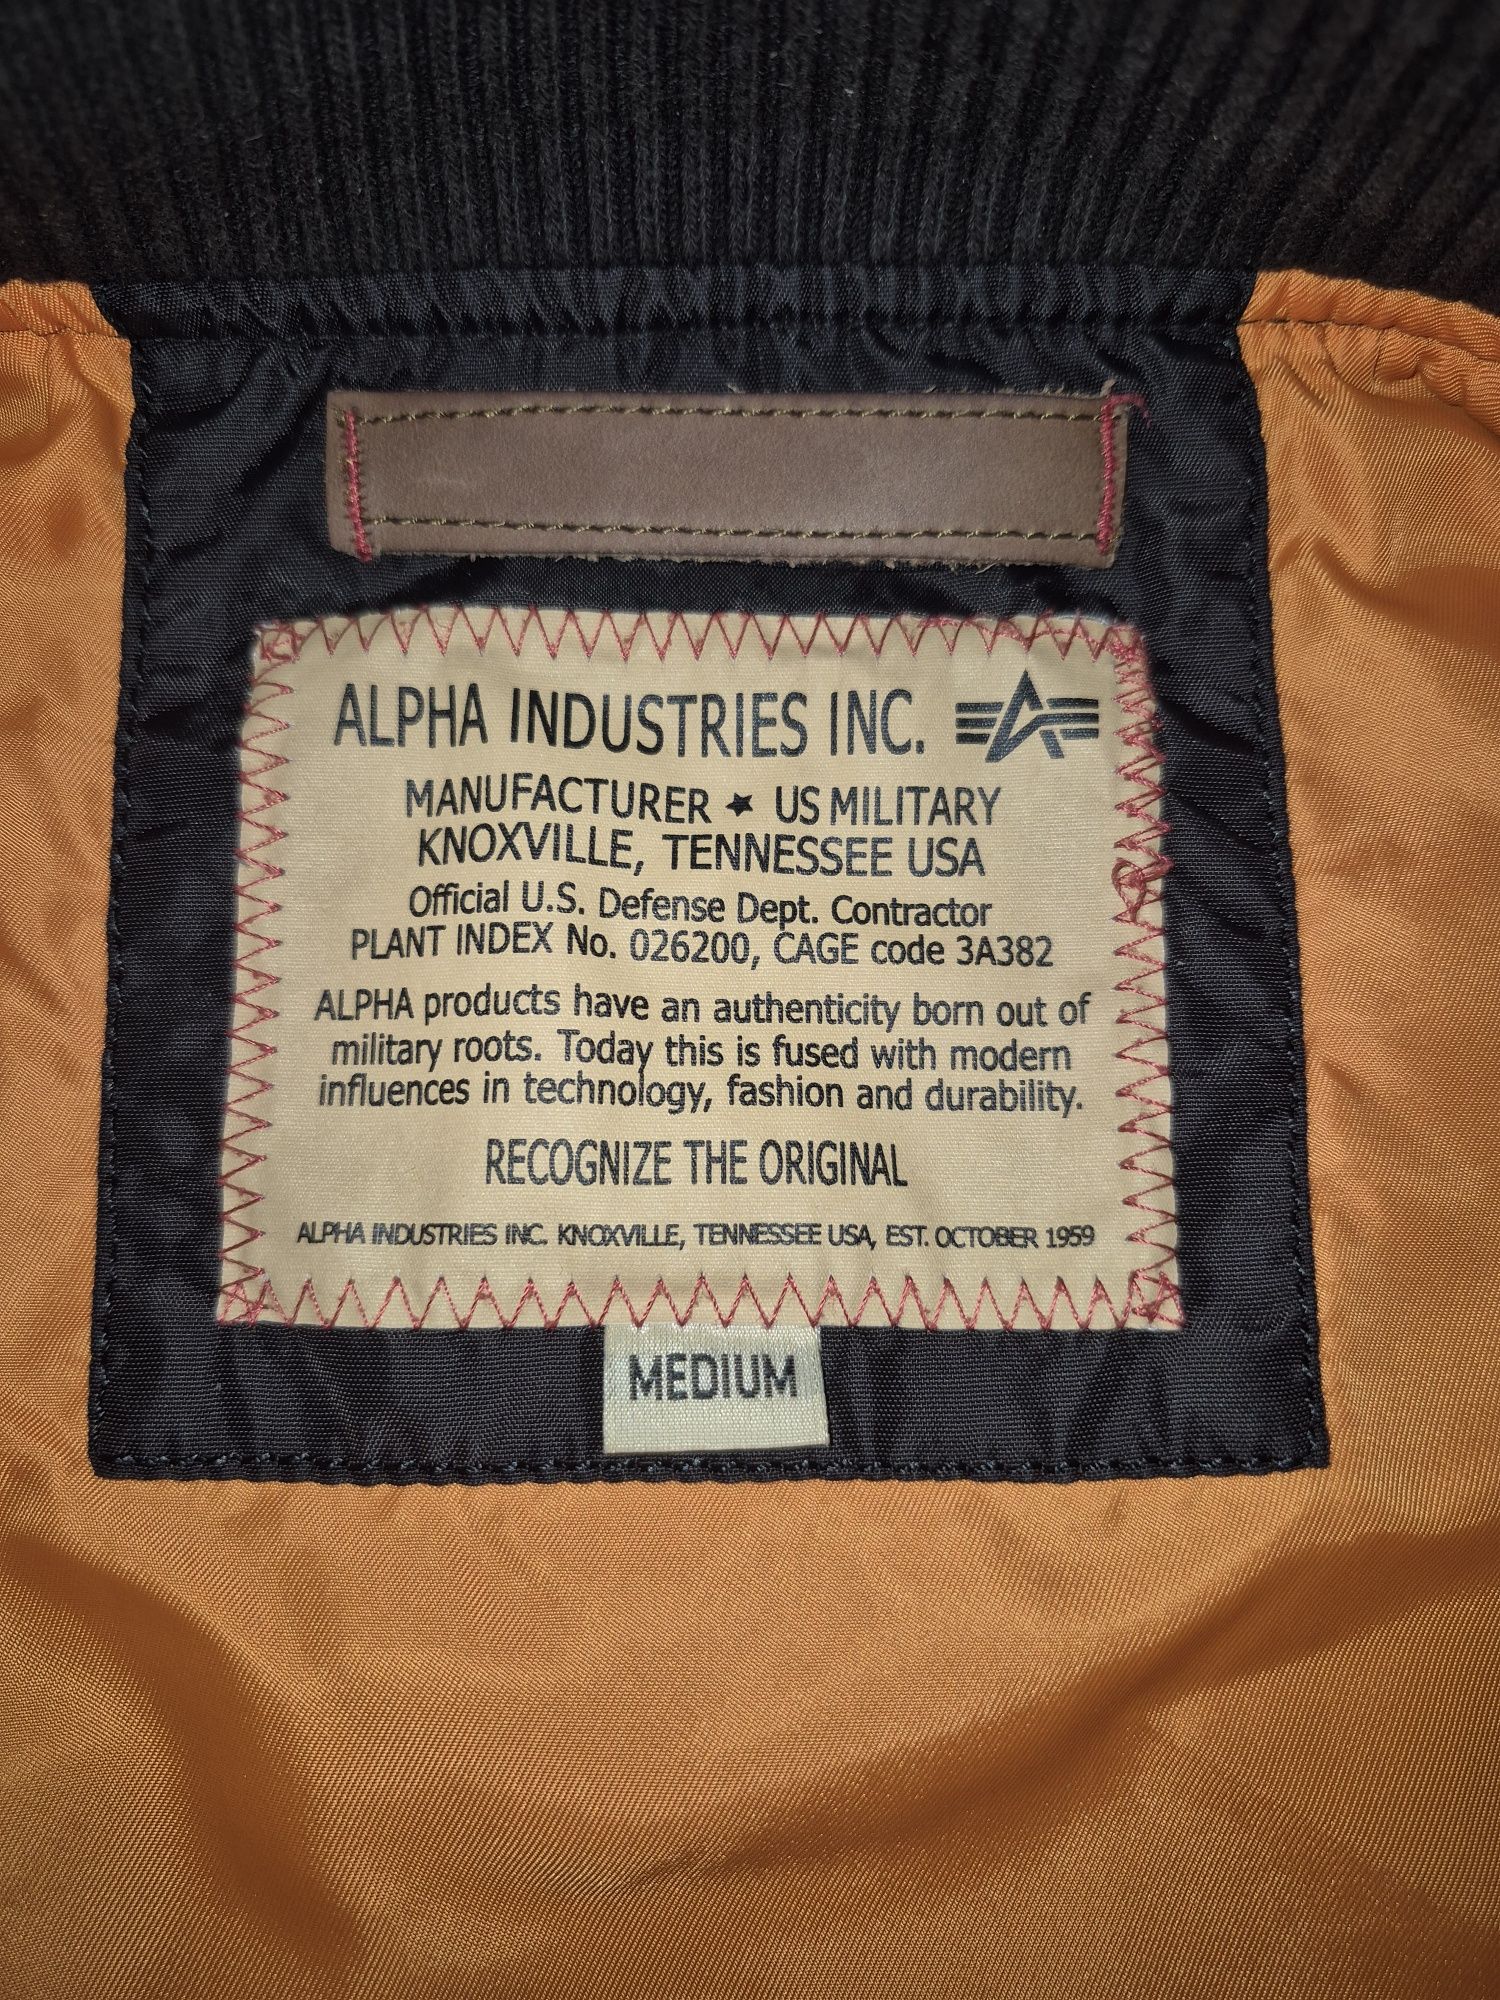 ALPHA INDUSTRIES INC.
MANUFACTURER ★ US MILITARY
KNOXVILLE, TENNESSEE USA
Official U.S. Defense Dept. Contractor
PLANT INDEX No. 026200, CAGE code 3A382
ALPHA products have an authenticity born out of
military roots. Today this is fused with modern
influences in technology, fashion and durability.
RECOGNIZE THE ORIGINAL
ALPHA INDUSTRIES INC. KNOXVILLE, TENNESSEE USA, EST. OCTOBER 1959
MEDIUM